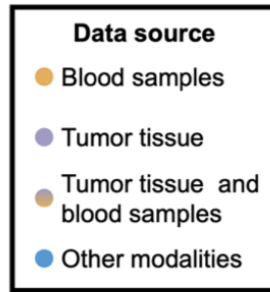 Data source
Blood samples
Tumor tissue
Tumor tissue and
blood samples
Other modalities